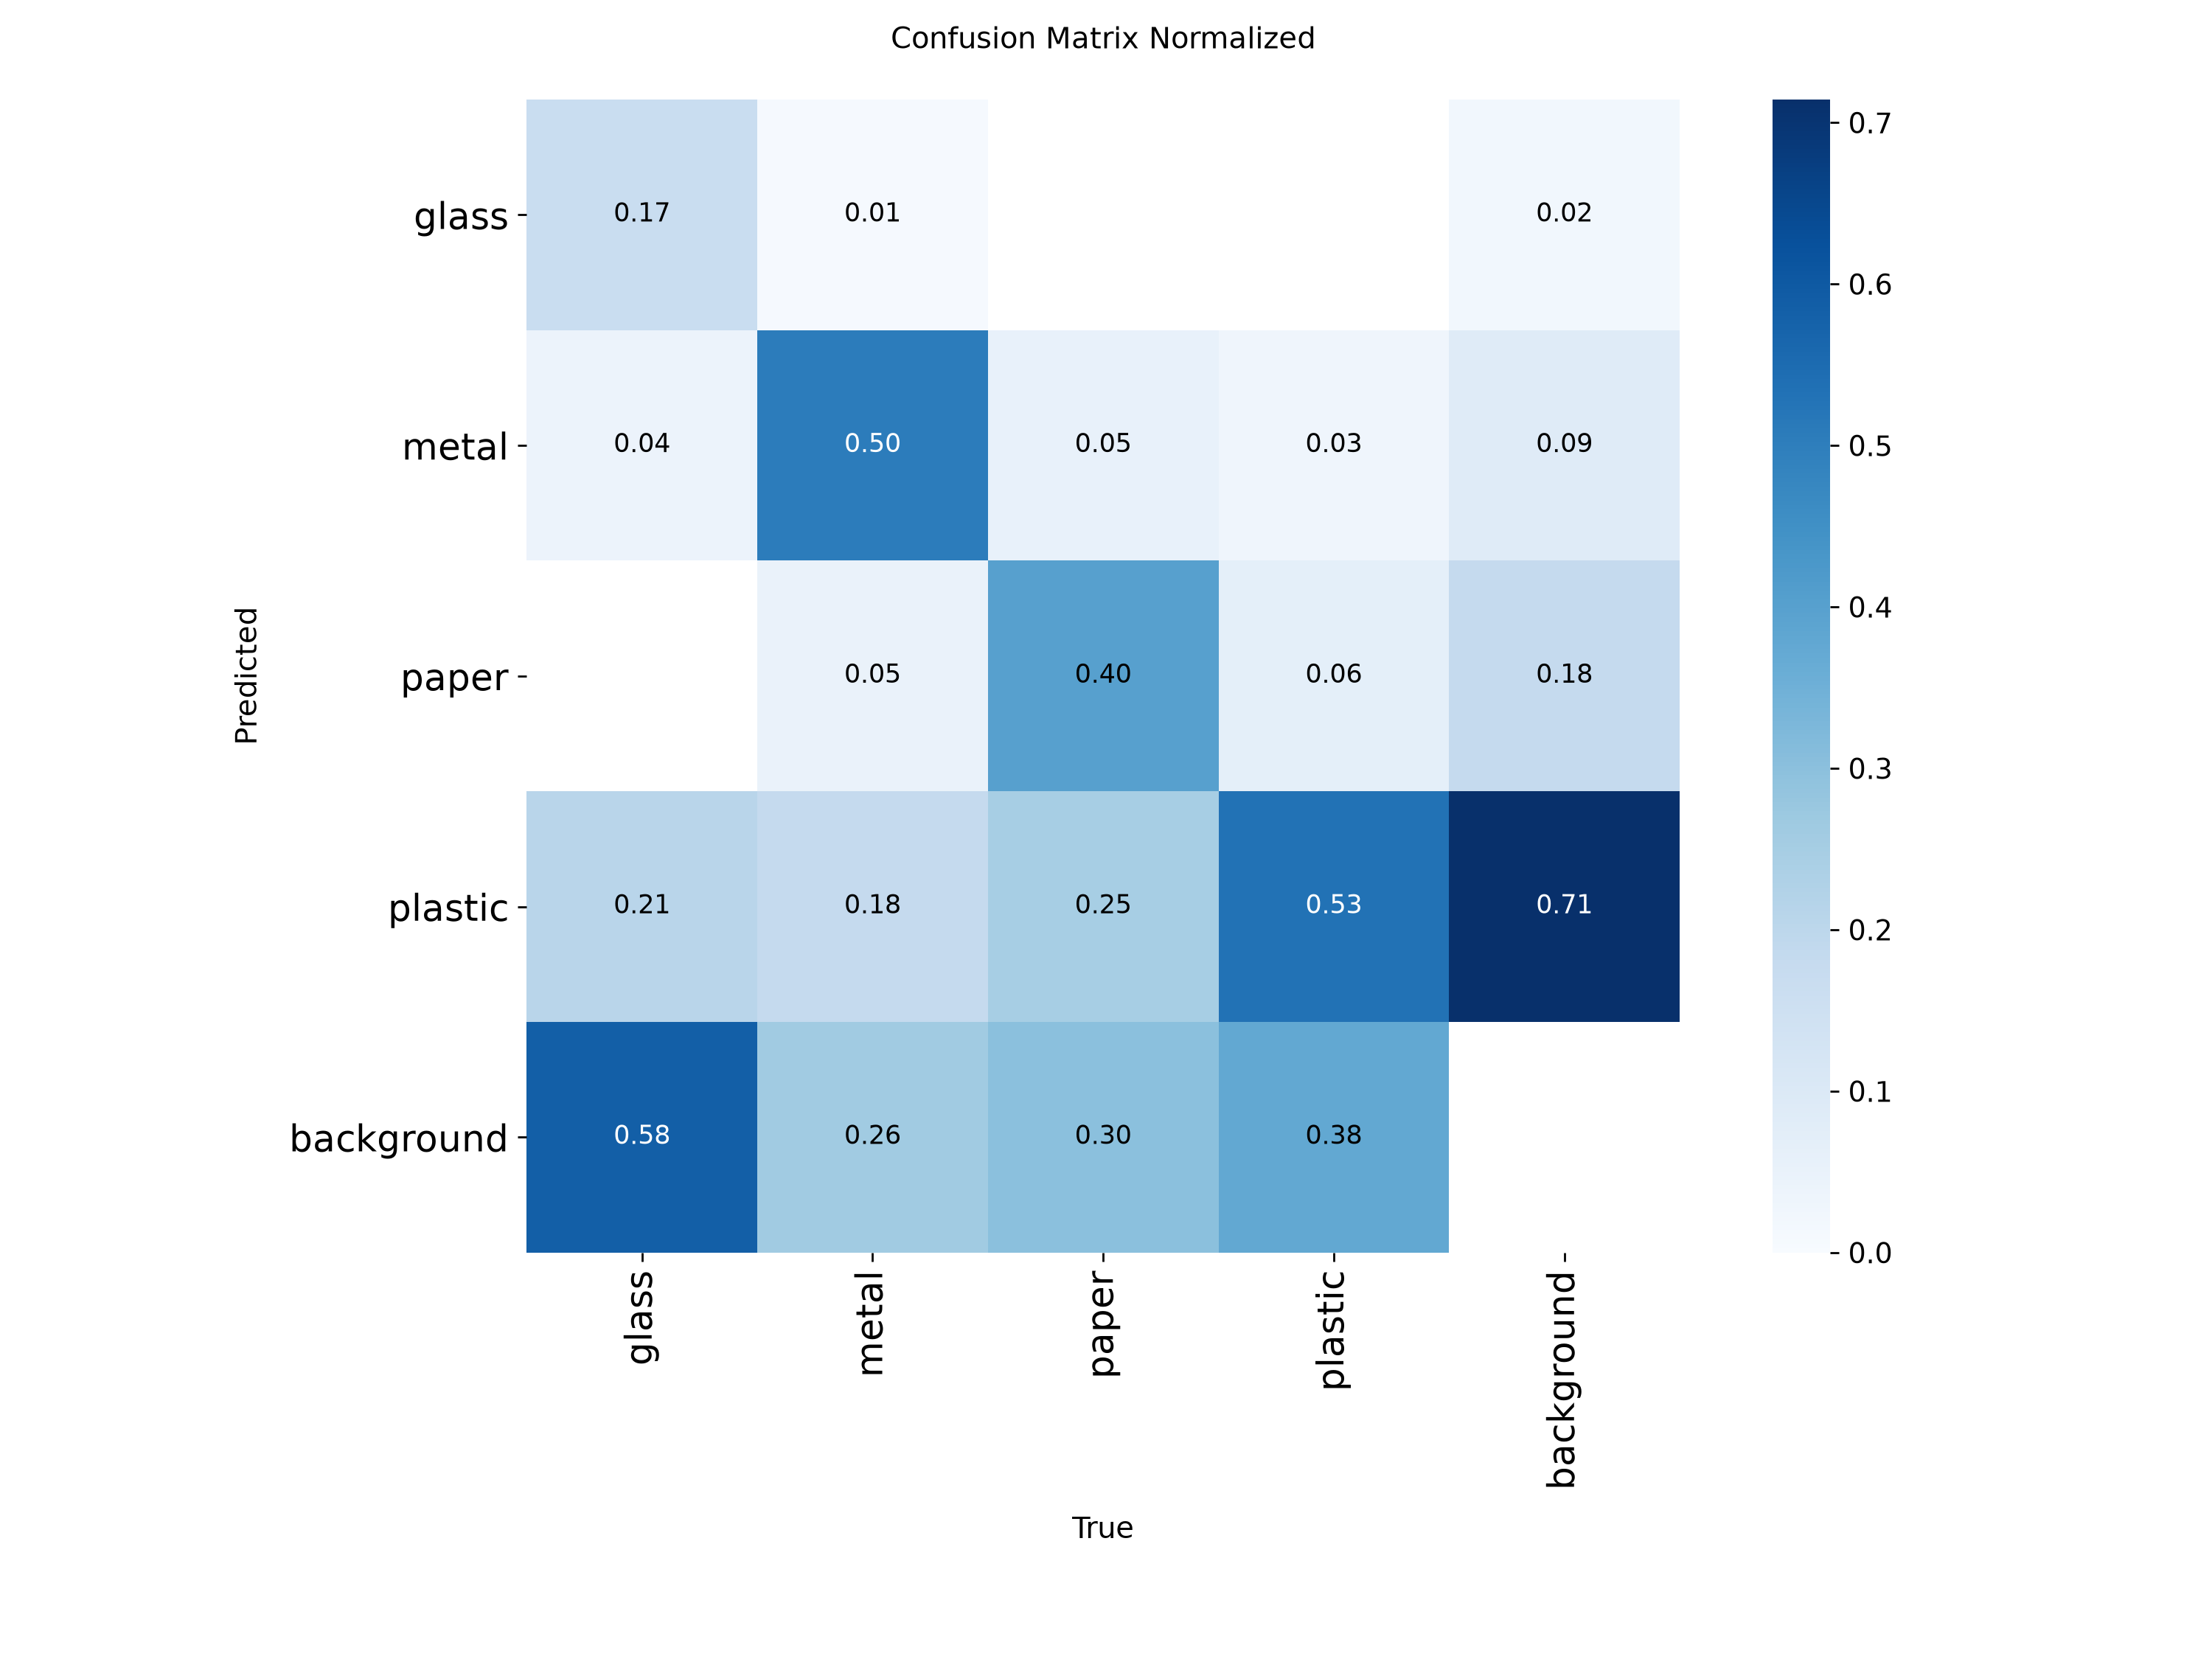 Confusion Matrix Normalized
glass 0.17 0.01 0.02
metal 0.04 0.50 0.05 0.03 0.09
paper 0.05 0.40 0.06 0.18
plastic 0.21 0.18 0.25 0.53 0.71
background 0.58 0.26 0.30 0.38
glass metal paper plastic background
True
Predicted
0.7
0.6
0.5
0.4
0.3
0.2
0.1
0.0